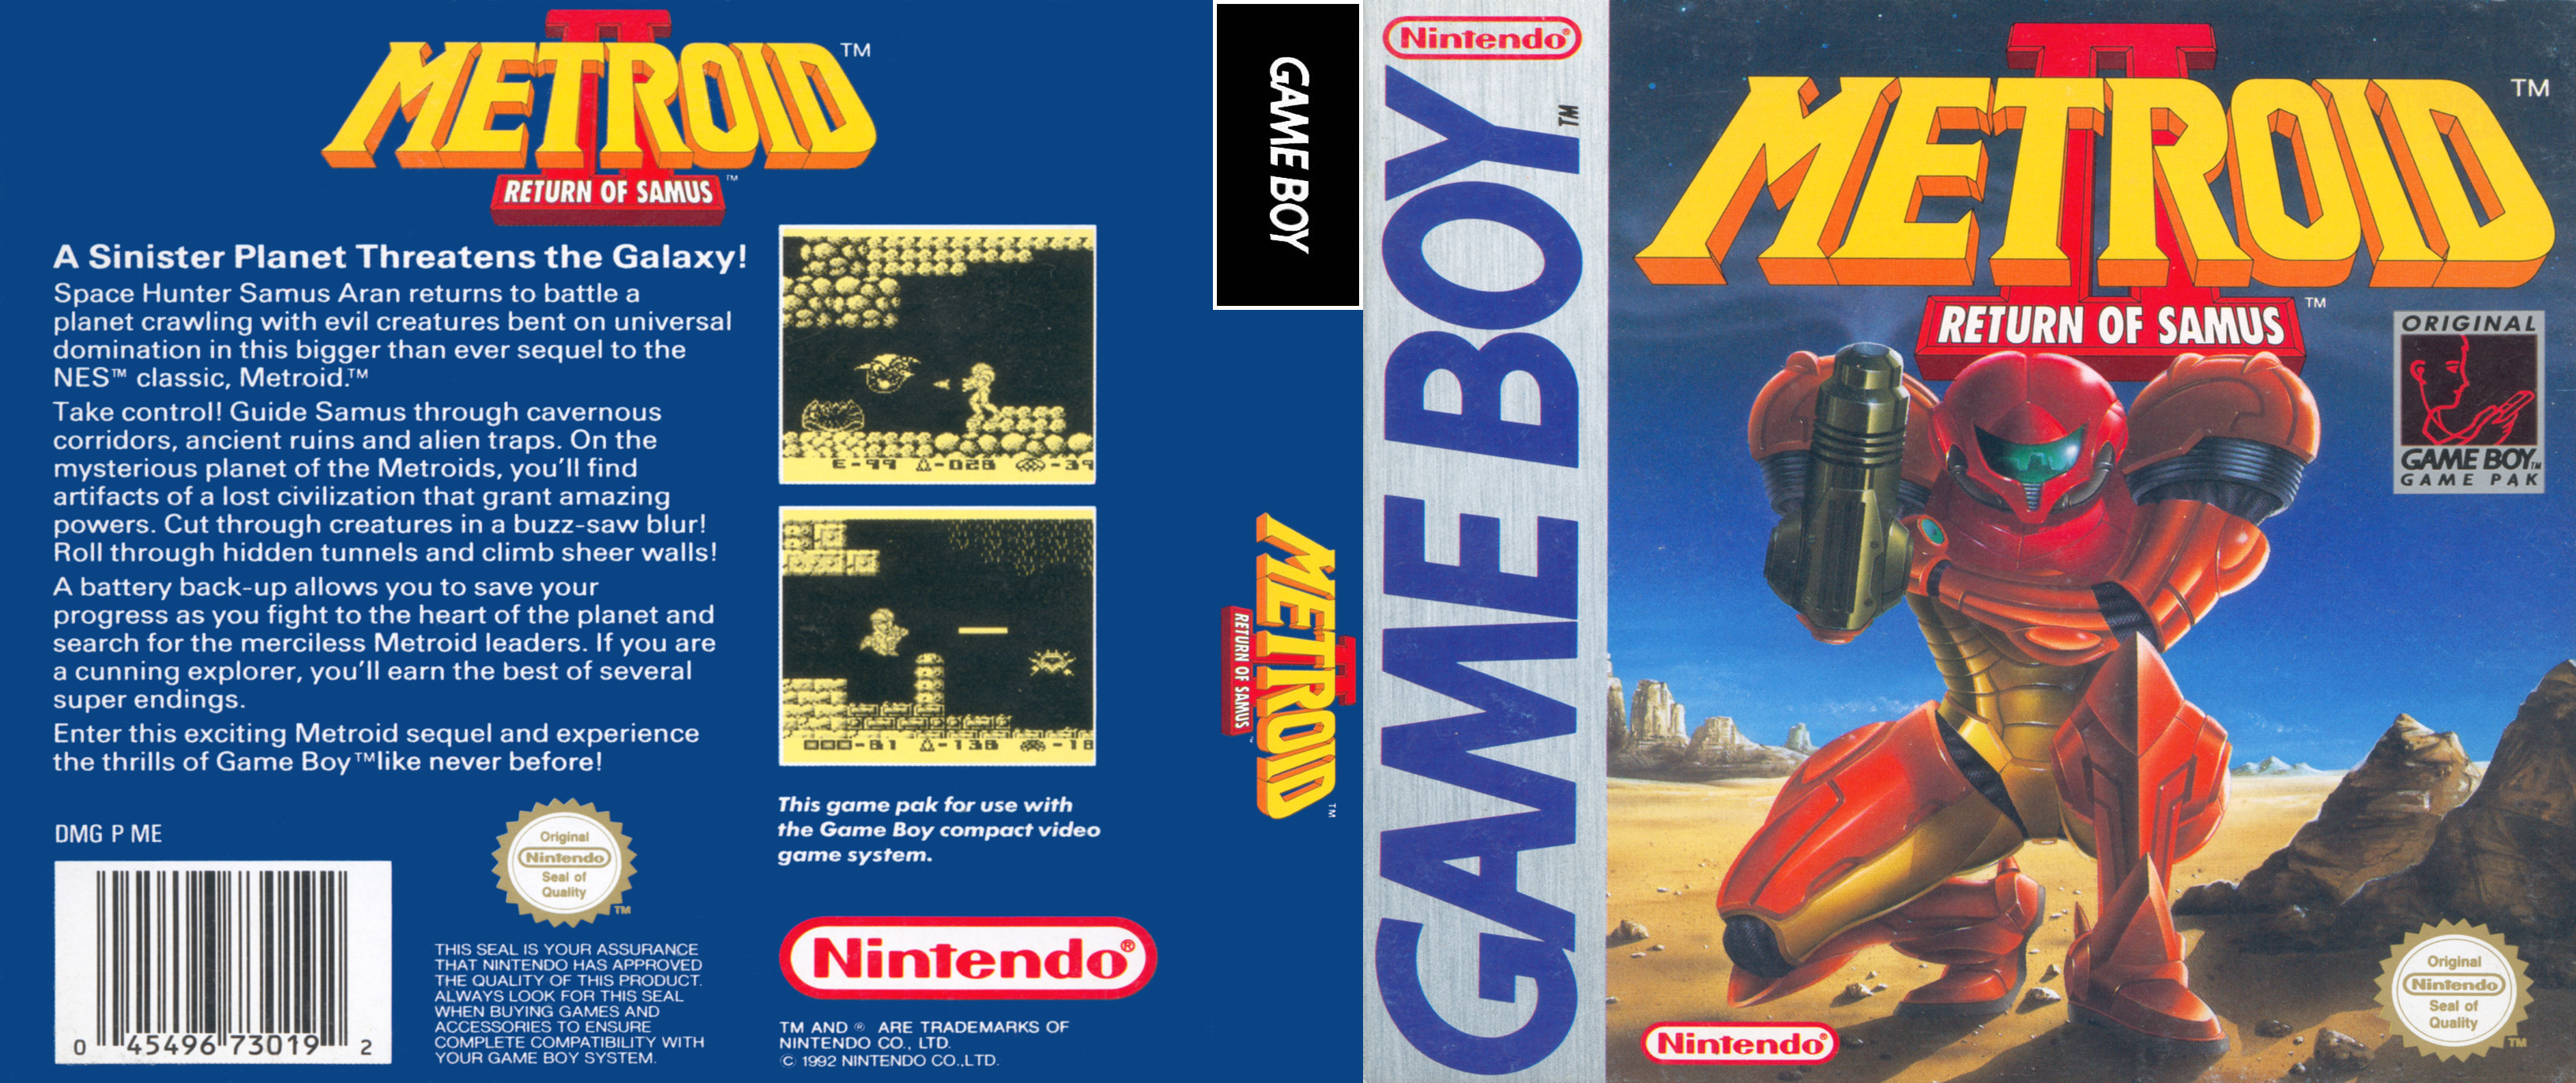 II
METROID™
RETURN OF SAMUS™
A Sinister Planet Threatens the Galaxy!
Space Hunter Samus Aran returns to battle a
planet crawling with evil creatures bent on universal
domination in this bigger than ever sequel to the
NES™ classic, Metroid.™
Take control! Guide Samus through cavernous
corridors, ancient ruins and alien traps. On the
mysterious planet of the Metroids, you'll find
artifacts of a lost civilization that grant amazing
powers. Cut through creatures in a buzz-saw blur!
Roll through hidden tunnels and climb sheer walls!
A battery back-up allows you to save your
progress as you fight to the heart of the planet and
search for the merciless Metroid leaders. If you are
a cunning explorer, you'll earn the best of several
super endings.
Enter this exciting Metroid sequel and experience
the thrills of Game Boy™like never before!
DMG P ME
0 45496 73019 2
Original
Nintendo
Seal of
Quality
TM
THIS SEAL IS YOUR ASSURANCE
THAT NINTENDO HAS APPROVED
THE QUALITY OF THIS PRODUCT.
ALWAYS LOOK FOR THIS SEAL
WHEN BUYING GAMES AND
ACCESSORIES TO ENSURE
COMPLETE COMPATIBILITY WITH
YOUR GAME BOY SYSTEM.
E-99 -028 -39
-81 -138 -18
This game pak for use with
the Game Boy compact video
game system.
Nintendo®
TM AND ® ARE TRADEMARKS OF
NINTENDO CO., LTD.
© 1992 NINTENDO CO.,LTD.
GAME BOY
II
METROID™
RETURN OF SAMUS™
Nintendo®
GAME BOY™
II
METROID™
RETURN OF SAMUS™
ORIGINAL
GAME BOY™
GAME PAK
Nintendo®
Original
Nintendo
Seal of
Quality
TM